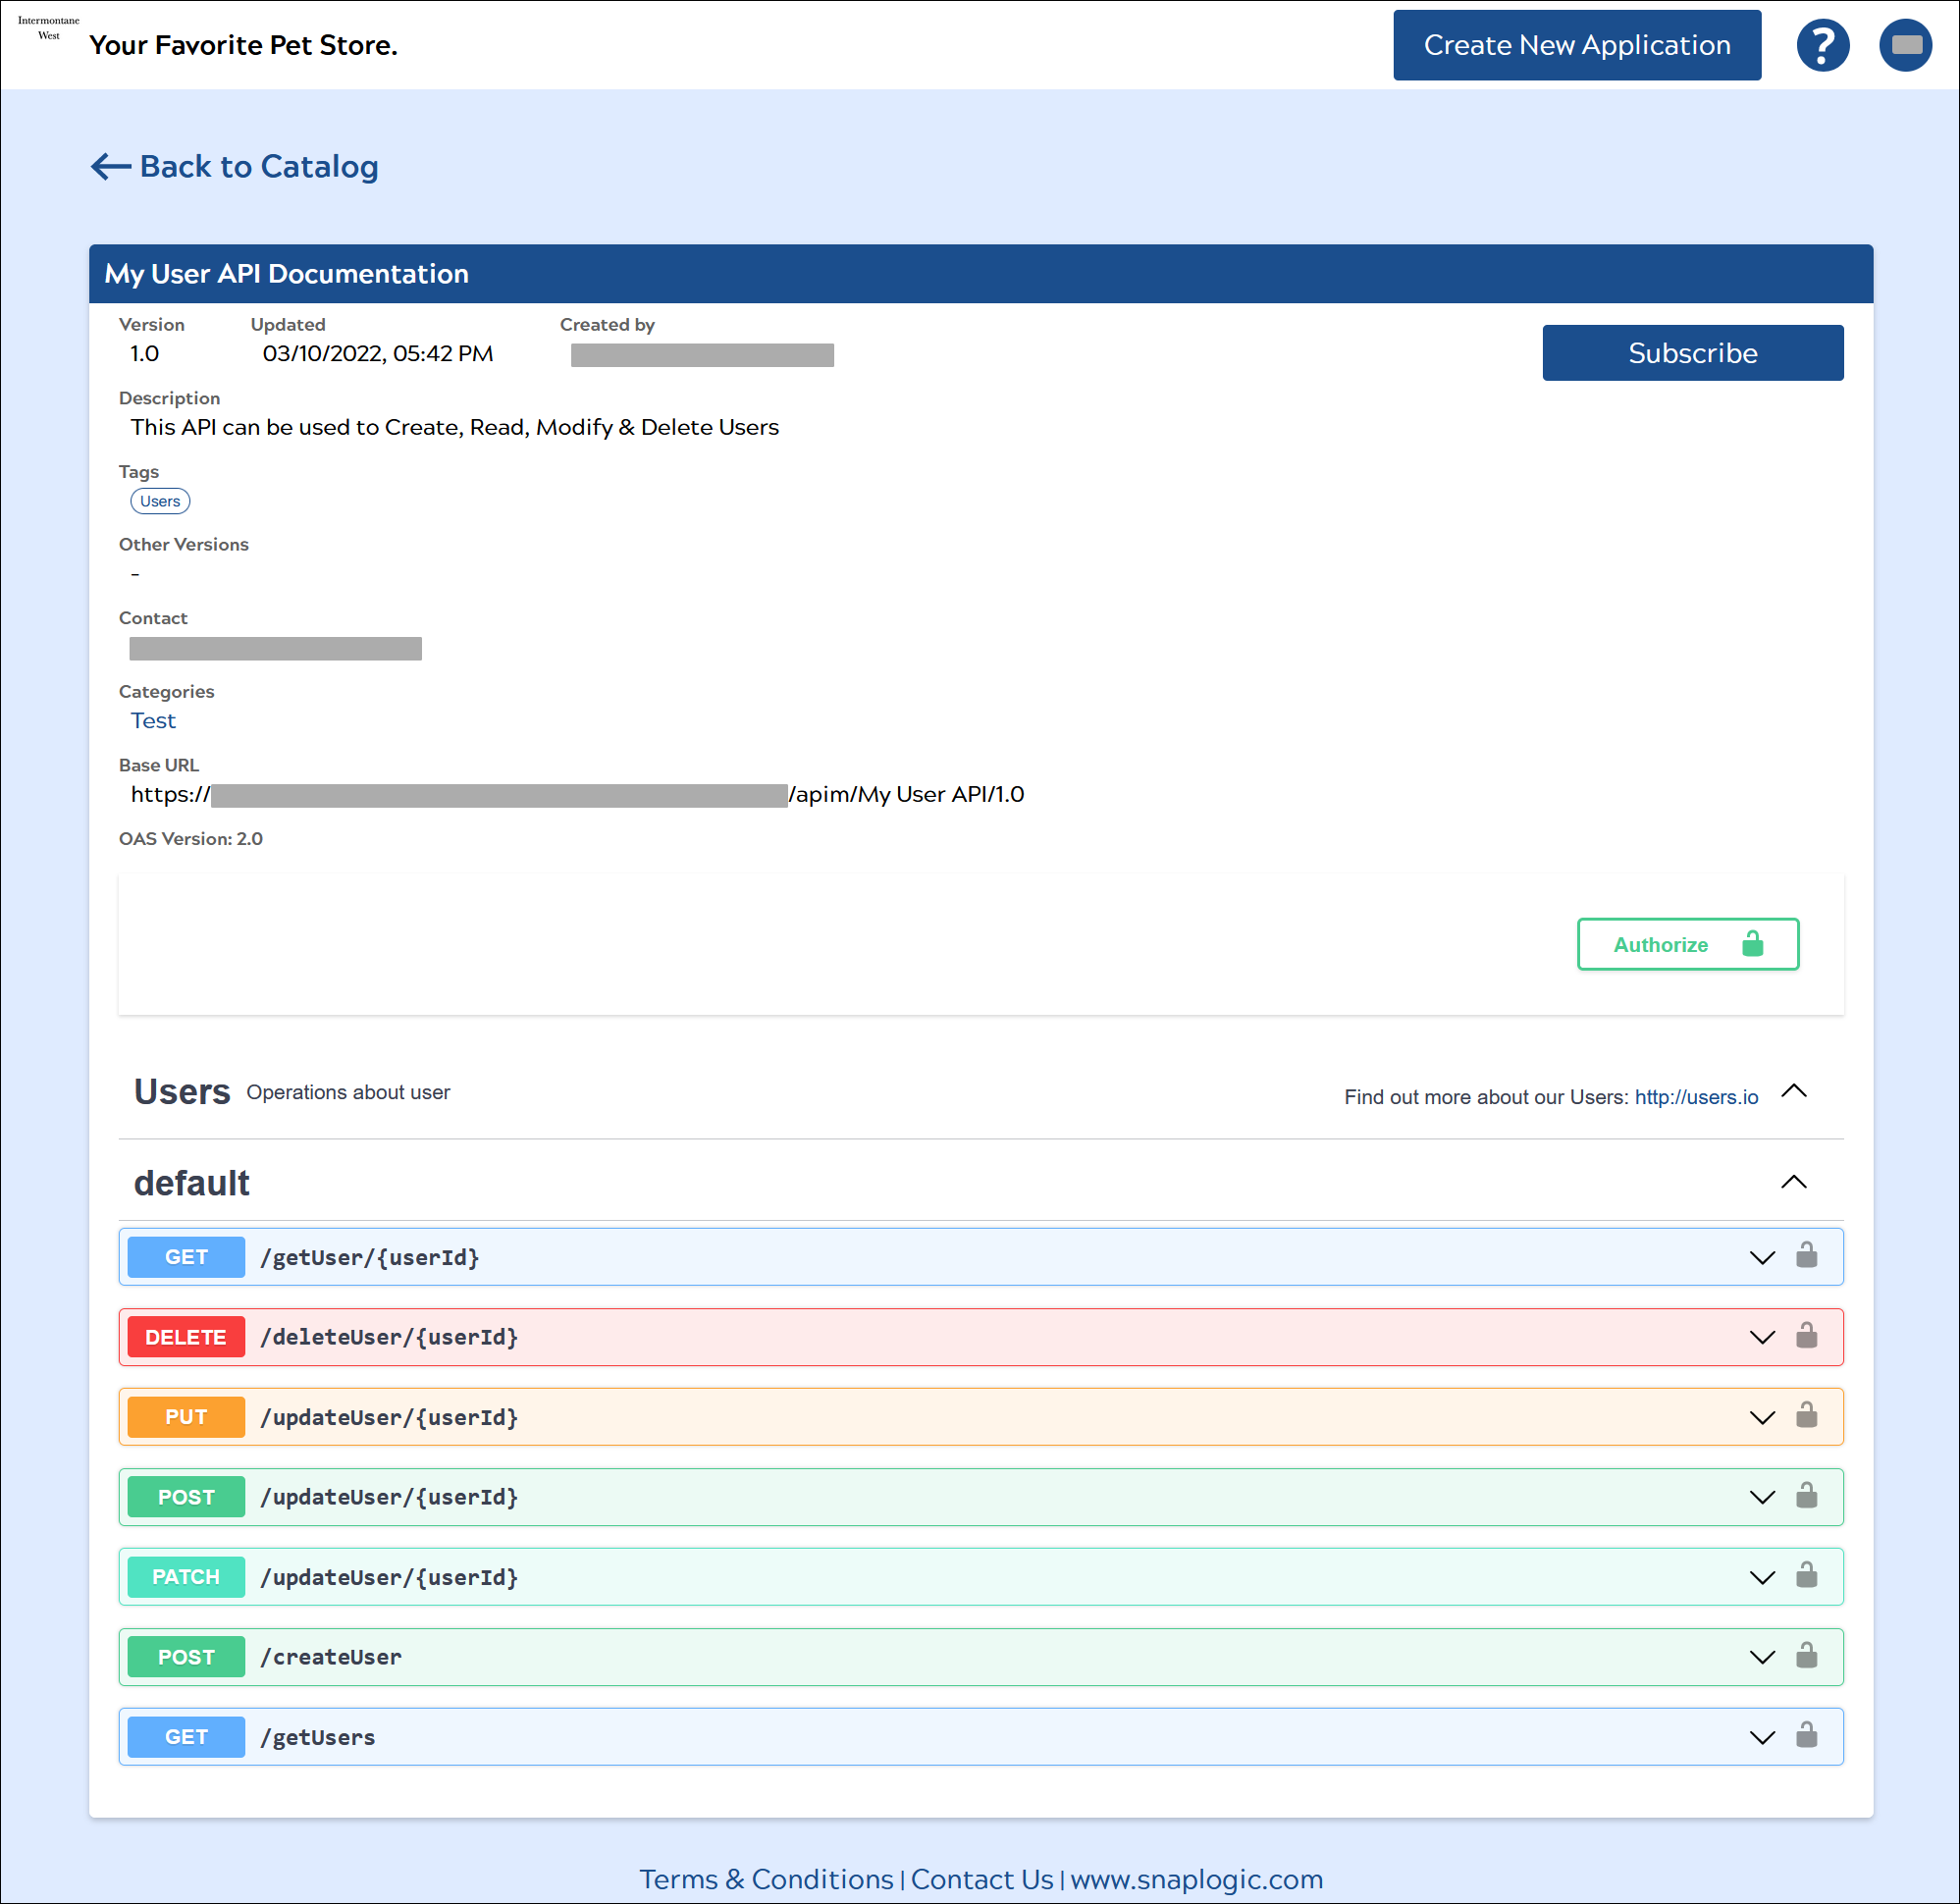 Intermontane
West
Your Favorite Pet Store.
Create New Application
?
Back to Catalog
My User API Documentation
Version Updated Created by
1.0 03/10/2022, 05:42 PM
Subscribe
Description
This API can be used to Create, Read, Modify & Delete Users
Tags
Users
Other Versions
-
Contact
Categories
Test
Base URL
https:// /apim/My User API/1.0
OAS Version: 2.0
Authorize
Users Operations about user Find out more about our Users: http://users.io
default
GET /getUser/{userId}
DELETE /deleteUser/{userId}
PUT /updateUser/{userId}
POST /updateUser/{userId}
PATCH /updateUser/{userId}
POST /createUser
GET /getUsers
Terms & Conditions | Contact Us | www.snaplogic.com